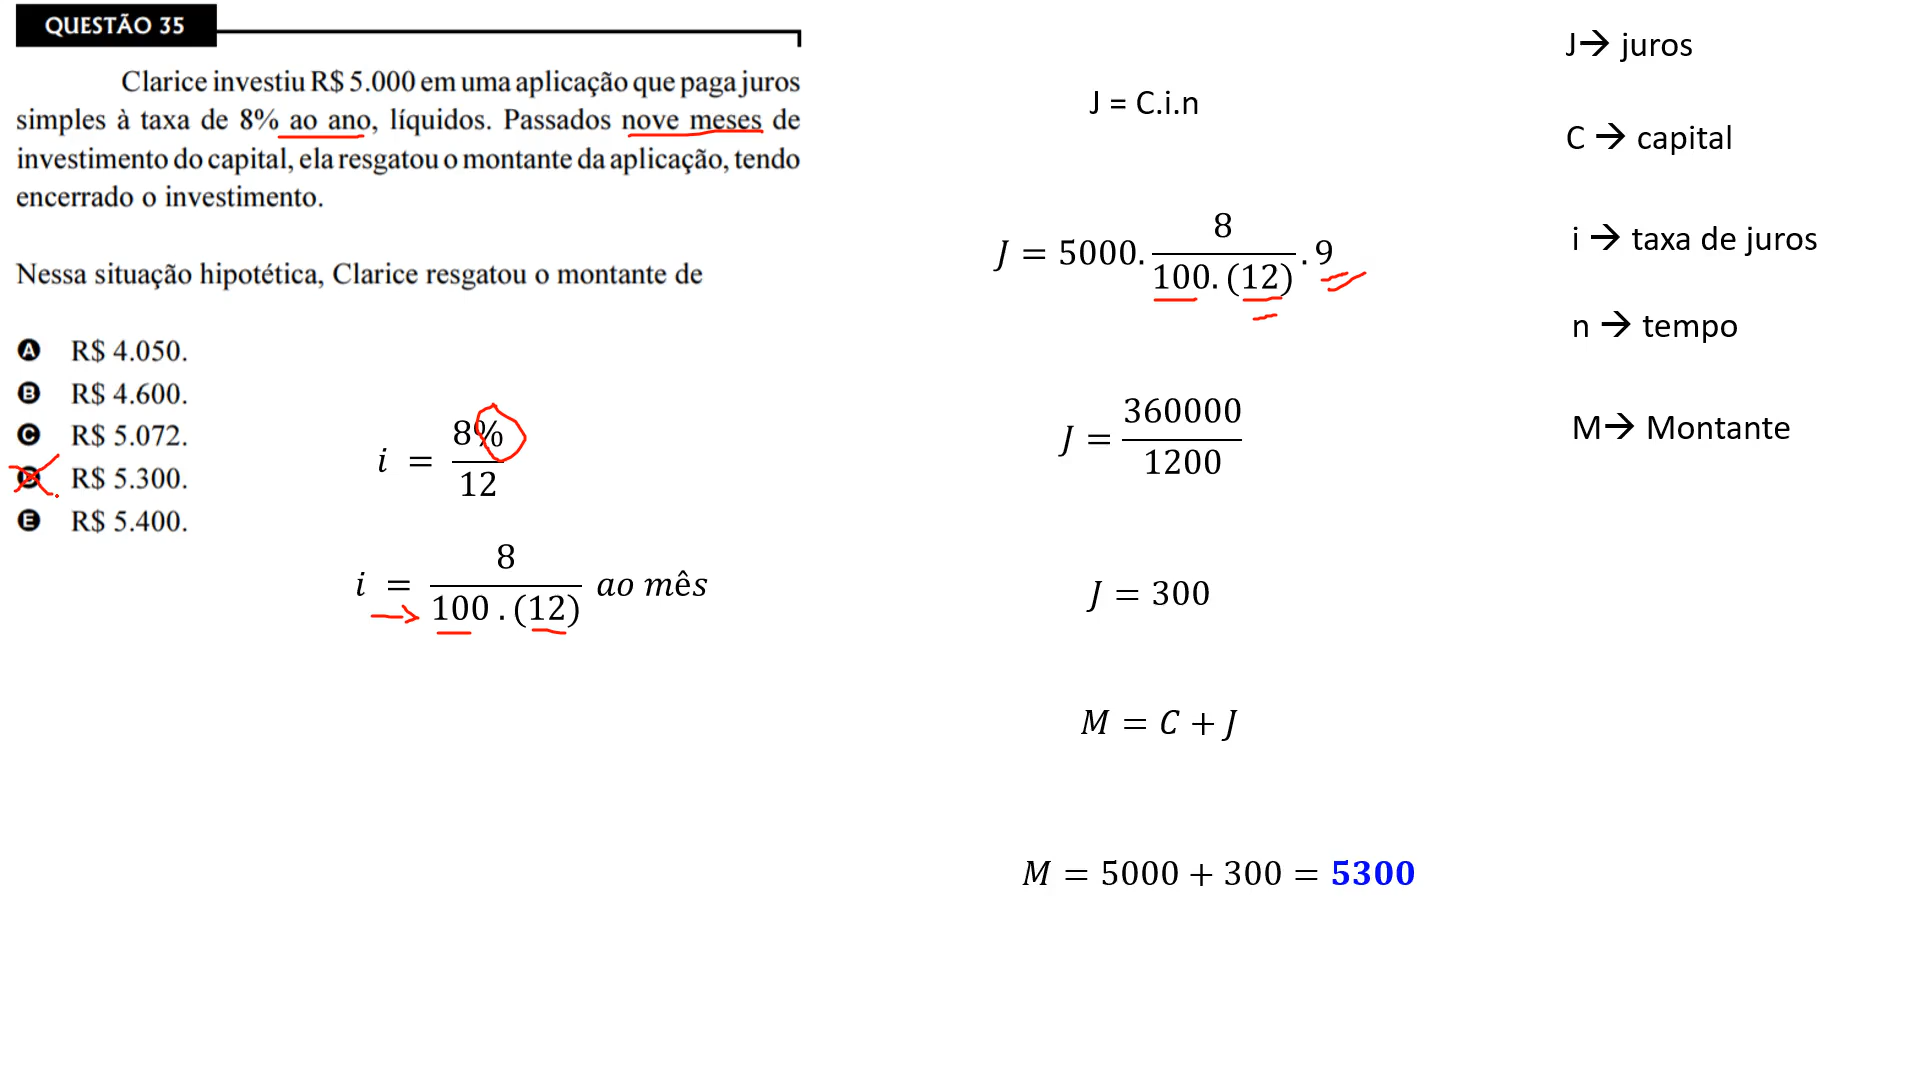 QUESTÃO 35
Clarice investiu R$ 5.000 em uma aplicação que paga juros
simples à taxa de 8% ao ano, líquidos. Passados nove meses de
investimento do capital, ela resgatou o montante da aplicação, tendo
encerrado o investimento.
Nessa situação hipotética, Clarice resgatou o montante de
A R$ 4.050.
B R$ 4.600.
C R$ 5.072.
D R$ 5.300.
E R$ 5.400.
i = 8% / 12
i = 8 / 100 . (12) ao mês
J = C.i.n
J = 5000. 8 / 100. (12) . 9
J = 360000 / 1200
J = 300
M = C + J
M = 5000 + 300 = 5300
J → juros
C → capital
i → taxa de juros
n → tempo
M → Montante